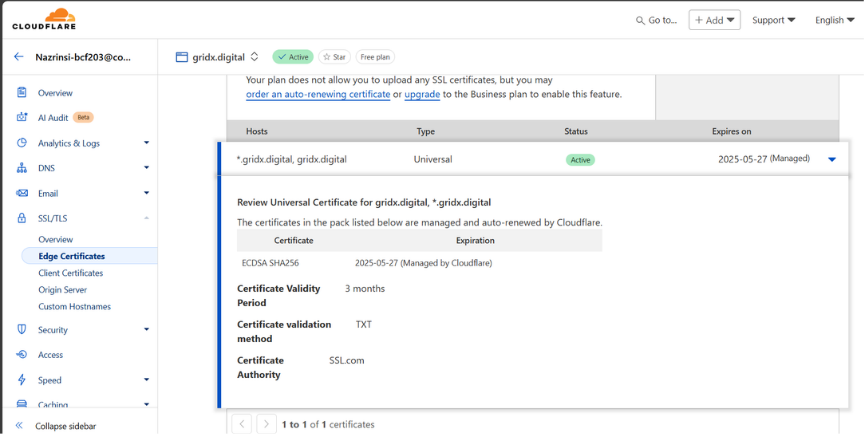 CLOUDFLARE
Go to...
+ Add
Support
English
Nazrinsi-bcf203@co...
gridx.digital
Active
Star
Free plan
Overview
AI Audit Beta
Analytics & Logs
DNS
Email
SSL/TLS
Overview
Edge Certificates
Client Certificates
Origin Server
Custom Hostnames
Security
Access
Speed
Caching
Collapse sidebar
Your plan does not allow you to upload any SSL certificates, but you may
order an auto-renewing certificate or upgrade to the Business plan to enable this feature.
Hosts Type Status Expires on
*.gridx.digital, gridx.digital Universal Active 2025-05-27 (Managed)
Review Universal Certificate for gridx.digital, *.gridx.digital
The certificates in the pack listed below are managed and auto-renewed by Cloudflare.
Certificate Expiration
ECDSA SHA256 2025-05-27 (Managed by Cloudflare)
Certificate Validity 3 months
Period
Certificate validation TXT
method
Certificate SSL.com
Authority
1 to 1 of 1 certificates